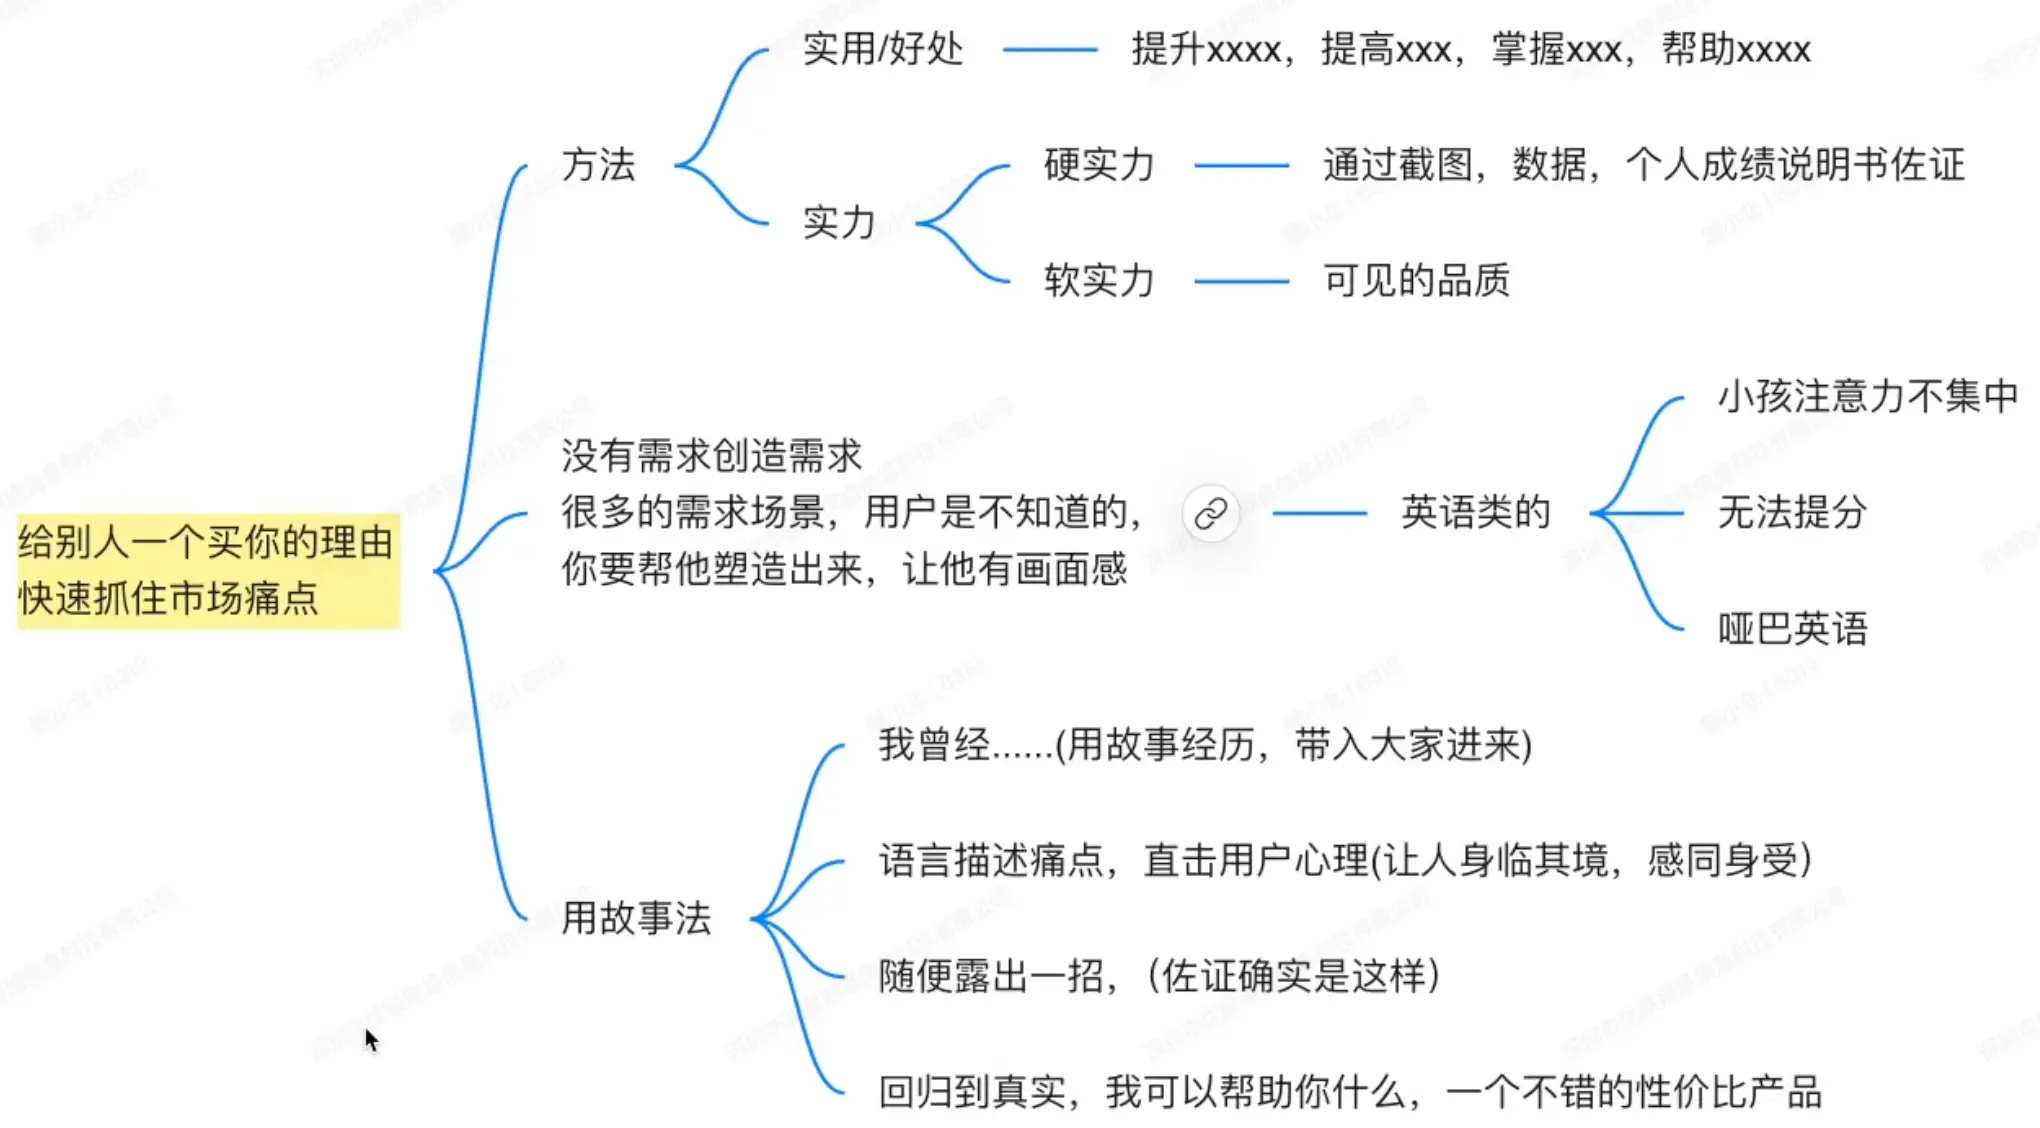 给别人一个买你的理由
快速抓住市场痛点
方法
实用/好处
提升xxxx，提高xxx，掌握xxx，帮助xxxx
实力
硬实力
通过截图，数据，个人成绩说明书佐证
软实力
可见的品质
没有需求创造需求
很多的需求场景，用户是不知道的，
你要帮他塑造出来，让他有画面感
英语类的
小孩注意力不集中
无法提分
哑巴英语
用故事法
我曾经......(用故事经历，带入大家进来)
语言描述痛点，直击用户心理(让人身临其境，感同身受）
随便露出一招，（佐证确实是这样）
回归到真实，我可以帮助你什么，一个不错的性价比产品